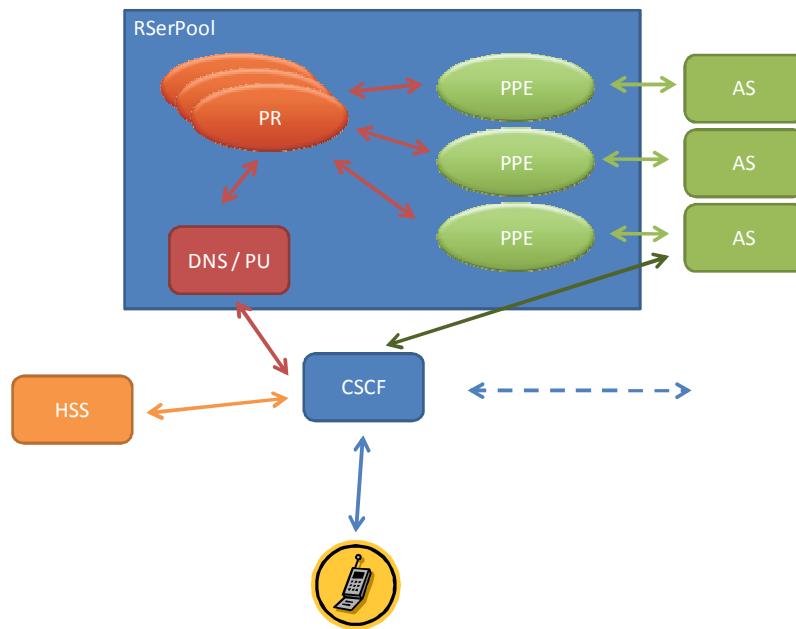 RSerPool
PPE
AS
PR
PPE
AS
PPE
AS
DNS / PU
CSCF
HSS